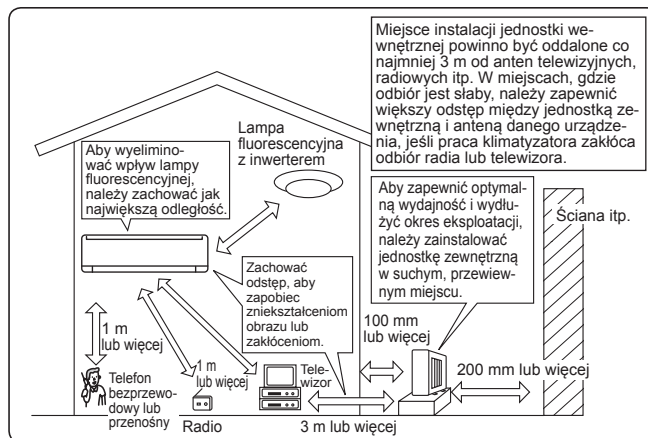 Miejsce instalacji jednostki we-
wnętrznej powinno być oddalone co
najmniej 3 m od anten telewizyjnych,
radiowych itp. W miejscach, gdzie
odbiór jest słaby, należy zapewnić
większy odstęp między jednostką ze-
wnętrzną i anteną danego urządze-
nia, jeśli praca klimatyzatora zakłóca
odbiór radia lub telewizora.
Lampa
fluorescencyjna
z inwerterem
Aby wyelimino-
wać wpływ lampy
fluorescencyjnej,
należy zachować jak
największą odległość.
Aby zapewnić optymal-
ną wydajność i wydłu-
żyć okres eksploatacji,
należy zainstalować
jednostkę zewnętrzną
w suchym, przewiew-
nym miejscu.
Ściana itp.
Zachować
odstęp, aby
zapobiec
zniekształceniom
obrazu lub
zakłóceniom.
1 m
lub więcej
100 mm
lub więcej
1 m
lub więcej
Tele-
wizor
200 mm lub więcej
Telefon
bezprzewo-
dowy lub
przenośny
Radio
3 m lub więcej